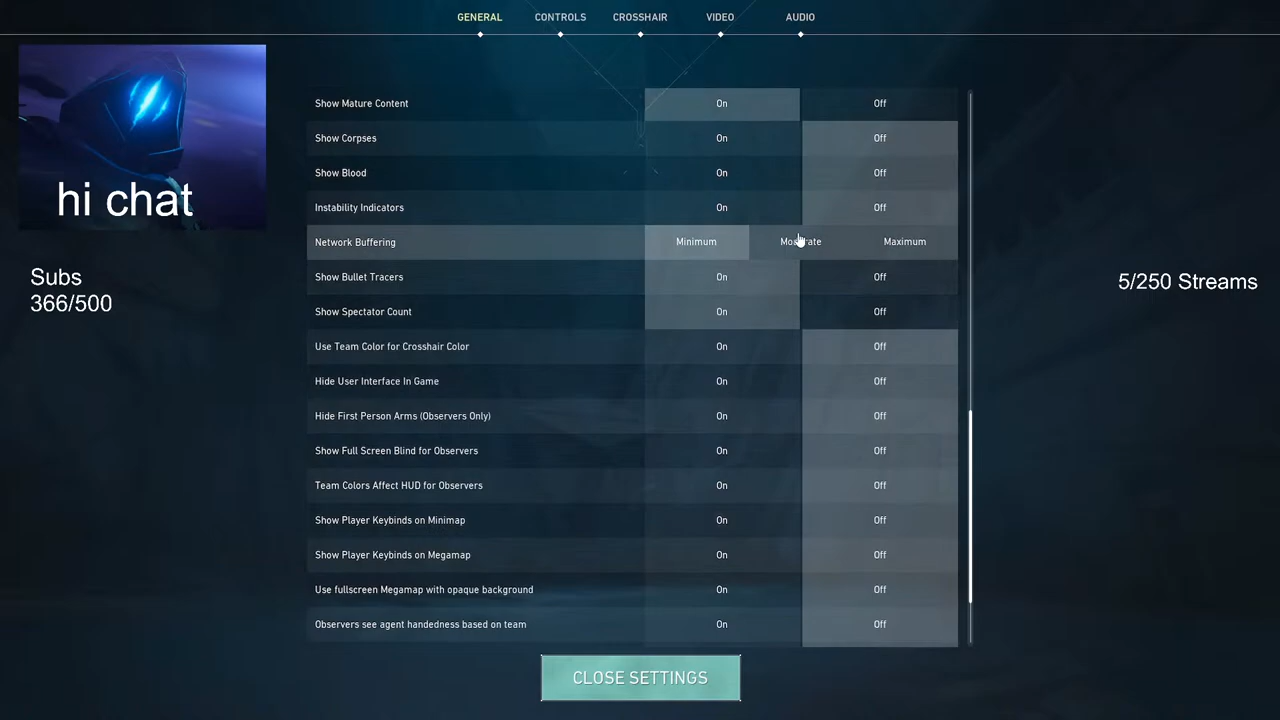 GENERAL CONTROLS CROSSHAIR VIDEO AUDIO
hi chat
Subs
366/500
5/250 Streams
Show Mature Content On Off
Show Corpses On Off
Show Blood On Off
Instability Indicators On Off
Network Buffering Minimum Maximum
Show Bullet Tracers On Off
Show Spectator Count On Off
Use Team Color for Crosshair Color On Off
Hide User Interface In Game On Off
Hide First Person Arms (Observers Only) On Off
Show Full Screen Blind for Observers On Off
Team Colors Affect HUD for Observers On Off
Show Player Keybinds on Minimap On Off
Show Player Keybinds on Megamap On Off
Use fullscreen Megamap with opaque background On Off
Observers see agent handedness based on team On Off
CLOSE SETTINGS